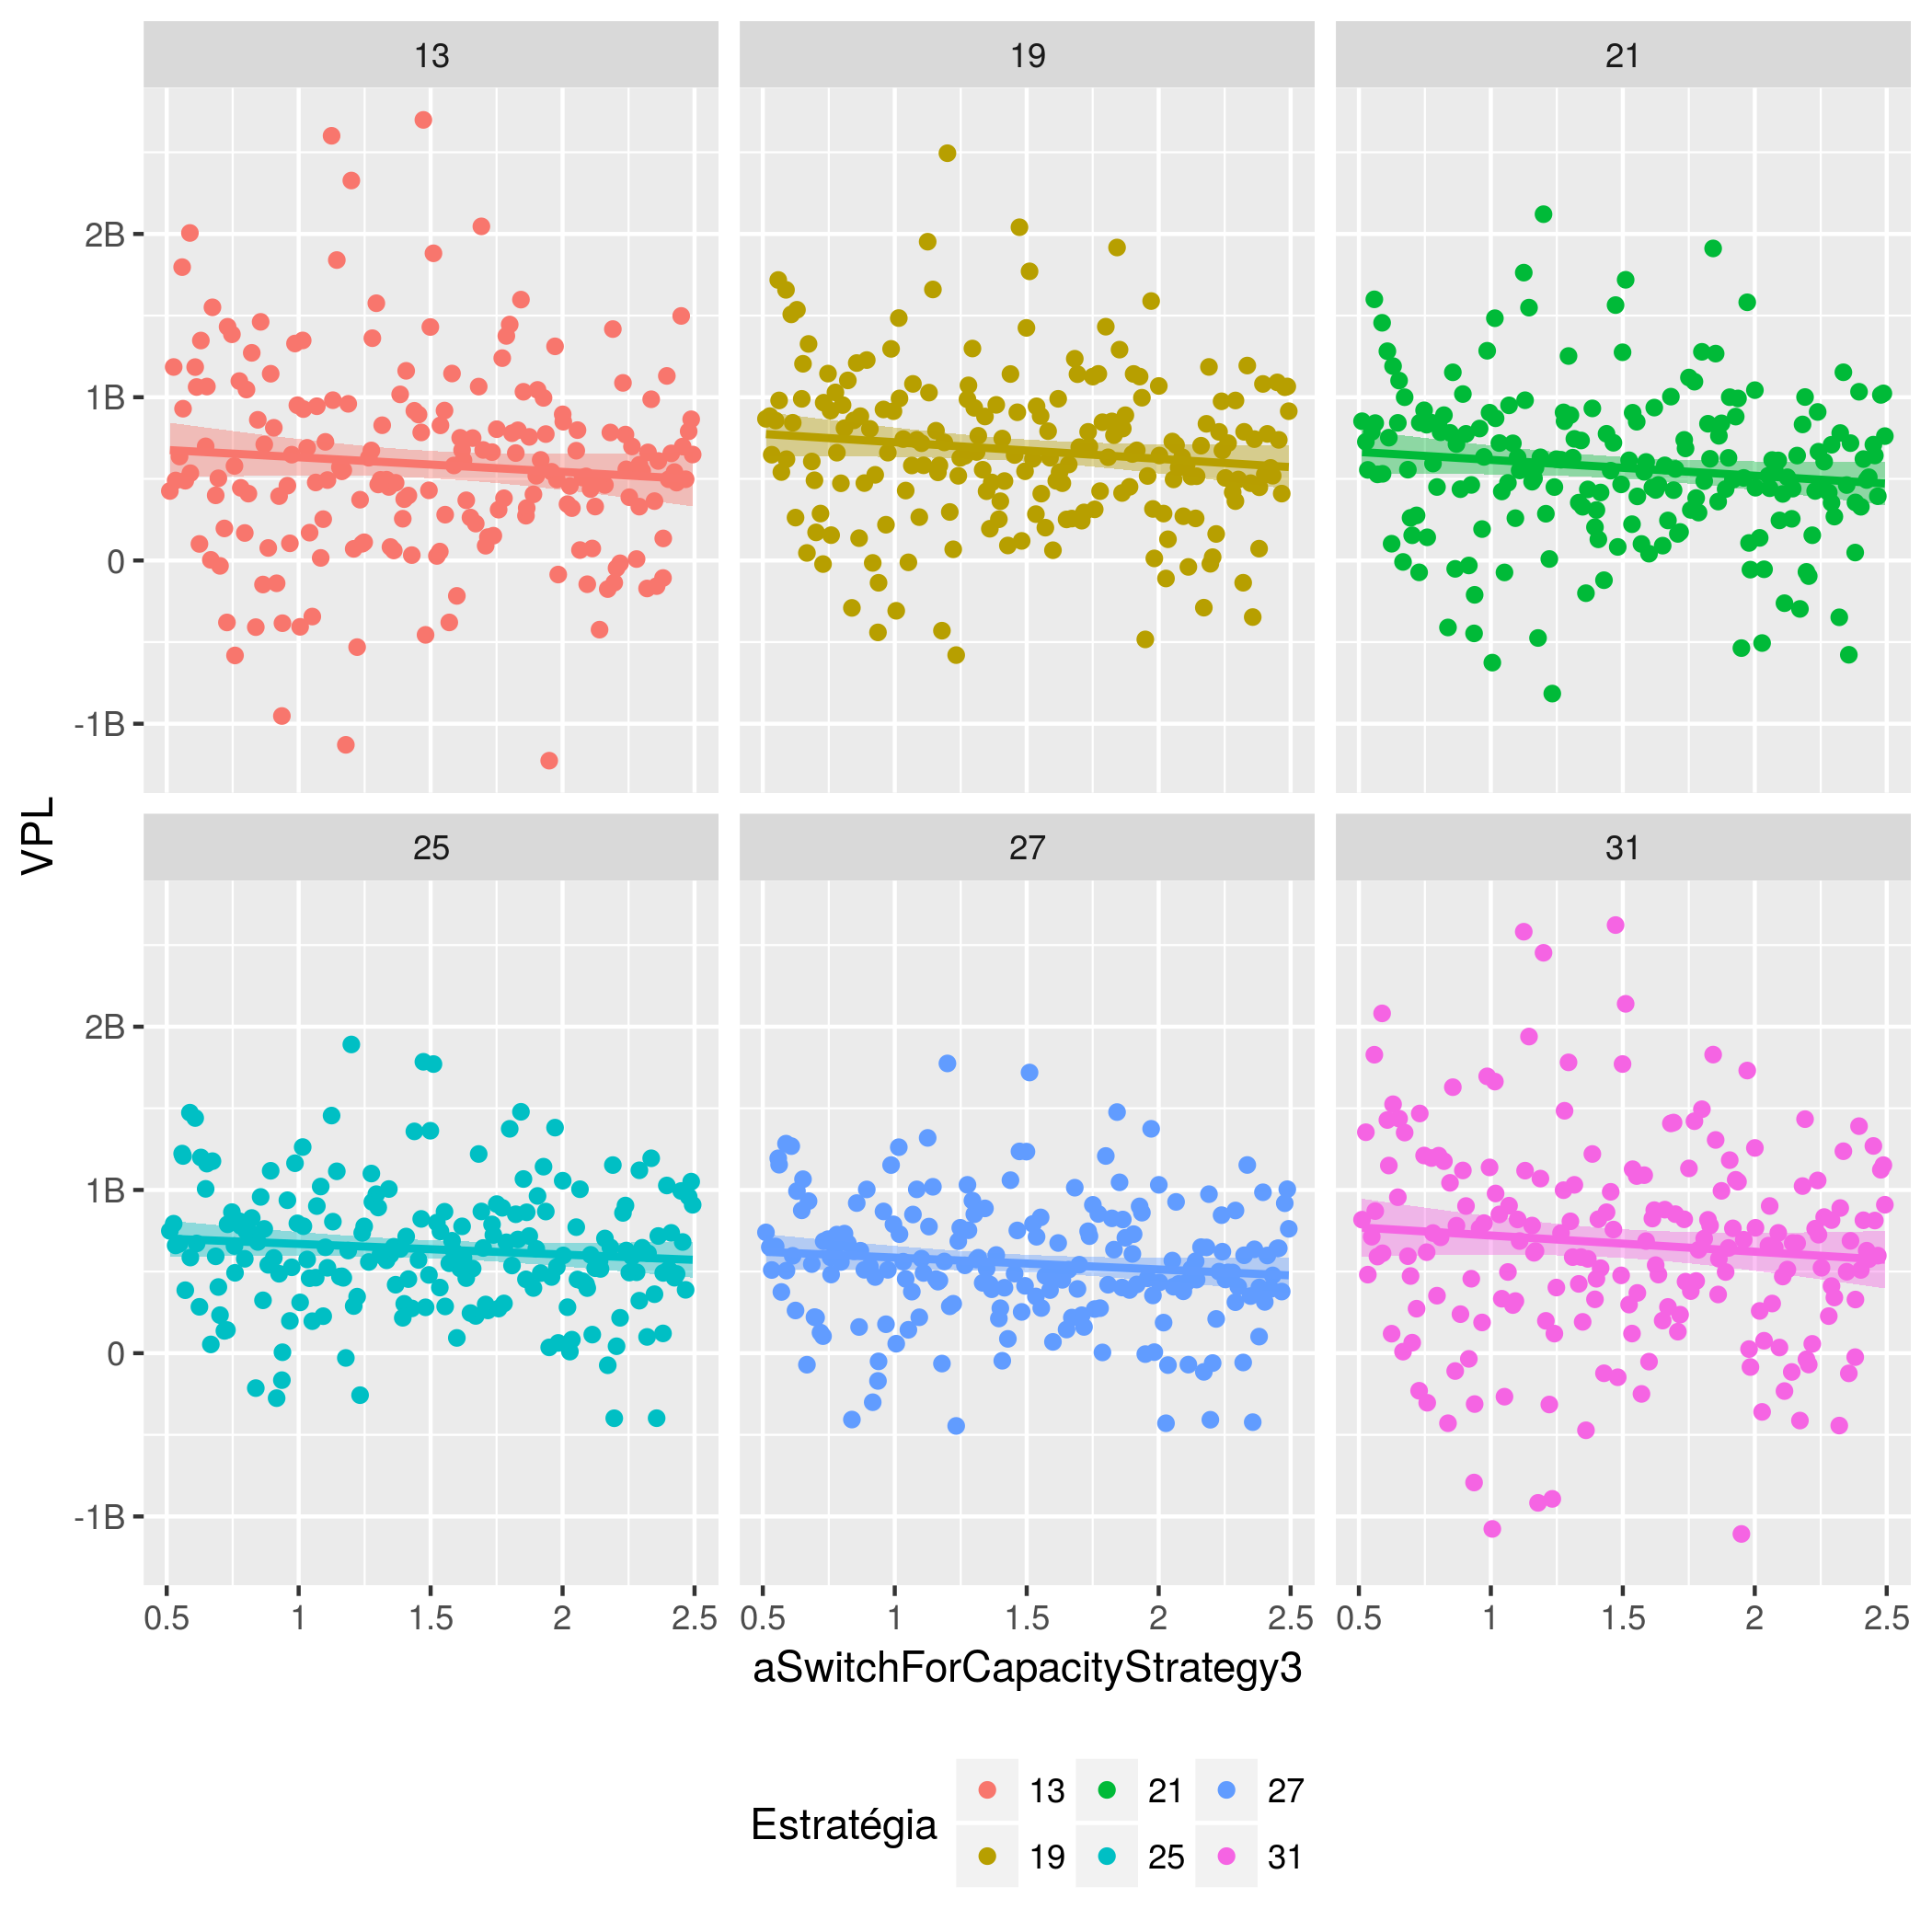 13 19 21
2B
1B
0
-1B
VPL
25 27 31
2B
1B
0
-1B
0.5 1 1.5 2 2.5 0.5 1 1.5 2 2.5 0.5 1 1.5 2 2.5
aSwitchForCapacityStrategy3
Estratégia
13 21 27
19 25 31